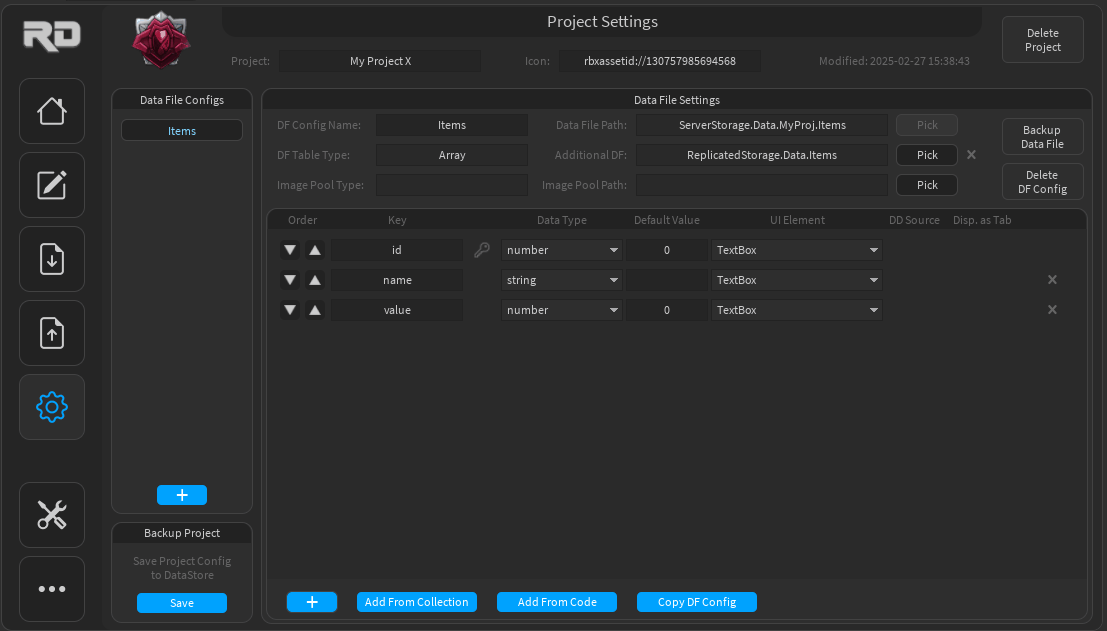 RD
Project Settings
Delete
Project
Project:
My Project X
Icon:
rbxassetid://130757985694568
Modified: 2025-02-27 15:38:43
Data File Configs
Items
Data File Settings
DF Config Name:
Items
Data File Path:
ServerStorage.Data.MyProj.Items
Pick
Backup
Data File
DF Table Type:
Array
Additional DF:
ReplicatedStorage.Data.Items
Pick
Image Pool Type:
Image Pool Path:
Pick
Delete
DF Config
Order
Key
Data Type
Default Value
UI Element
DD Source
Disp. as Tab
id
number
0
TextBox
name
string
TextBox
value
number
0
TextBox
Backup Project
Save Project Config
to DataStore
Save
Add From Collection
Add From Code
Copy DF Config